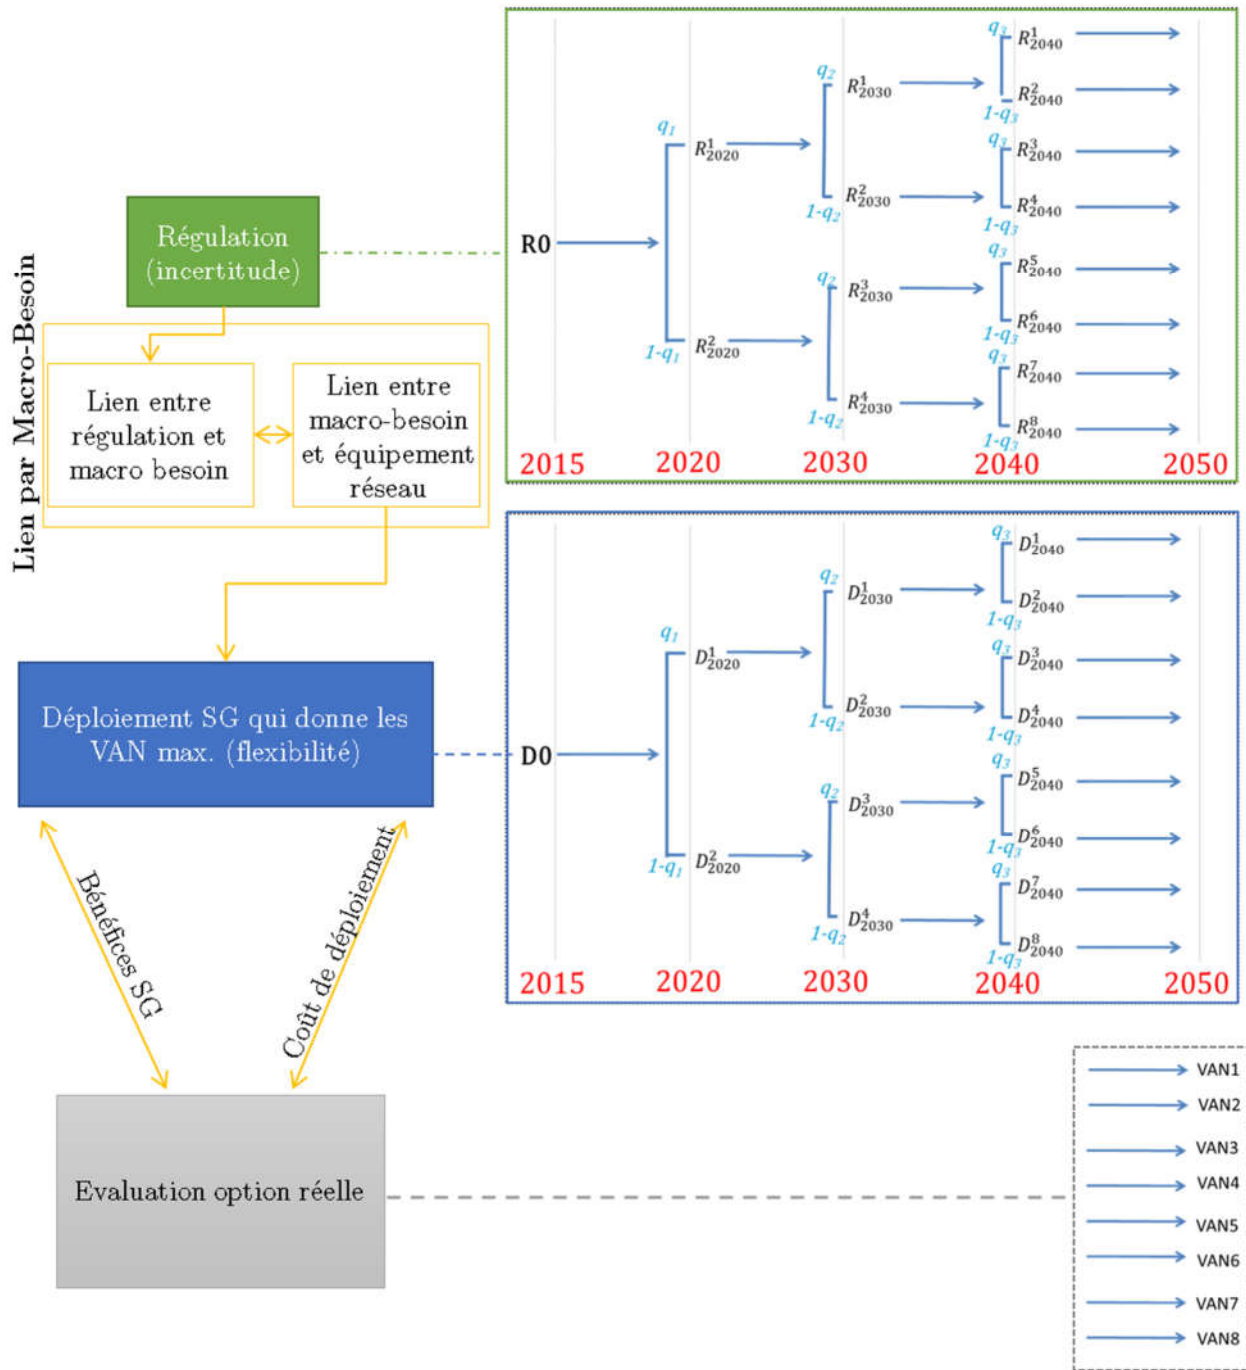 Régulation
(incertitude)
Lien par Macro-Besoin
Lien entre
régulation et
macro besoin
Lien entre
macro-besoin
et équipement
réseau
Déploiement SG qui donne les
VAN max. (flexibilité)
Bénéfices SG
Coût de déploiement
Evaluation option réelle
R0
q₁
R¹₂₀₂₀
1-q₁
R²₂₀₂₀
q₂
R¹₂₀₃₀
1-q₂
R²₂₀₃₀
q₂
R³₂₀₃₀
1-q₂
R⁴₂₀₃₀
q₃
R¹₂₀₄₀
1-q₃
R²₂₀₄₀
q₃
R³₂₀₄₀
1-q₃
R⁴₂₀₄₀
q₃
R⁵₂₀₄₀
1-q₃
R⁶₂₀₄₀
q₃
R⁷₂₀₄₀
1-q₃
R⁸₂₀₄₀
2015 2020 2030 2040 2050
D0
q₁
D¹₂₀₂₀
1-q₁
D²₂₀₂₀
q₂
D¹₂₀₃₀
1-q₂
D²₂₀₃₀
q₂
D³₂₀₃₀
1-q₂
D⁴₂₀₃₀
q₃
D¹₂₀₄₀
1-q₃
D²₂₀₄₀
q₃
D³₂₀₄₀
1-q₃
D⁴₂₀₄₀
q₃
D⁵₂₀₄₀
1-q₃
D⁶₂₀₄₀
q₃
D⁷₂₀₄₀
1-q₃
D⁸₂₀₄₀
2015 2020 2030 2040 2050
VAN1
VAN2
VAN3
VAN4
VAN5
VAN6
VAN7
VAN8